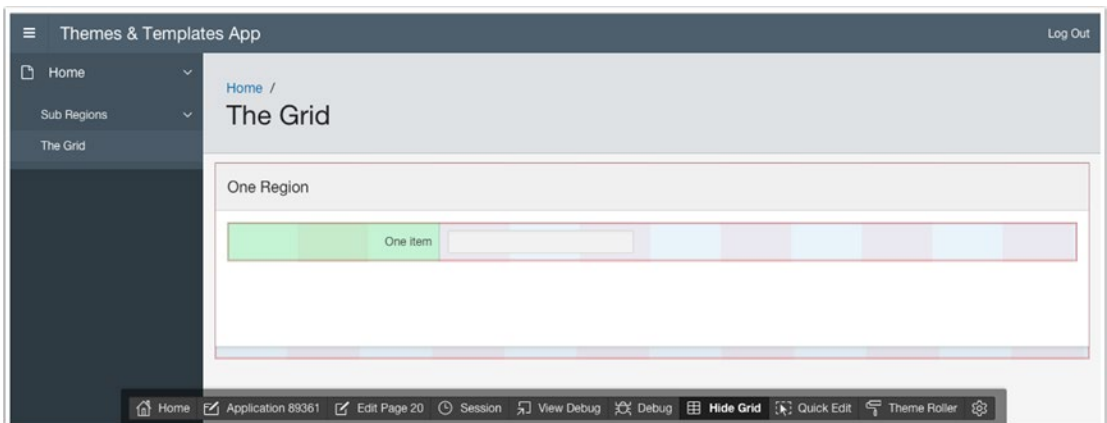 Themes & Templates App
Log Out
Home
Sub Regions
The Grid
Home /
The Grid
One Region
One item
Home Application 89361 Edit Page 20 Session View Debug Debug Hide Grid Quick Edit Theme Roller